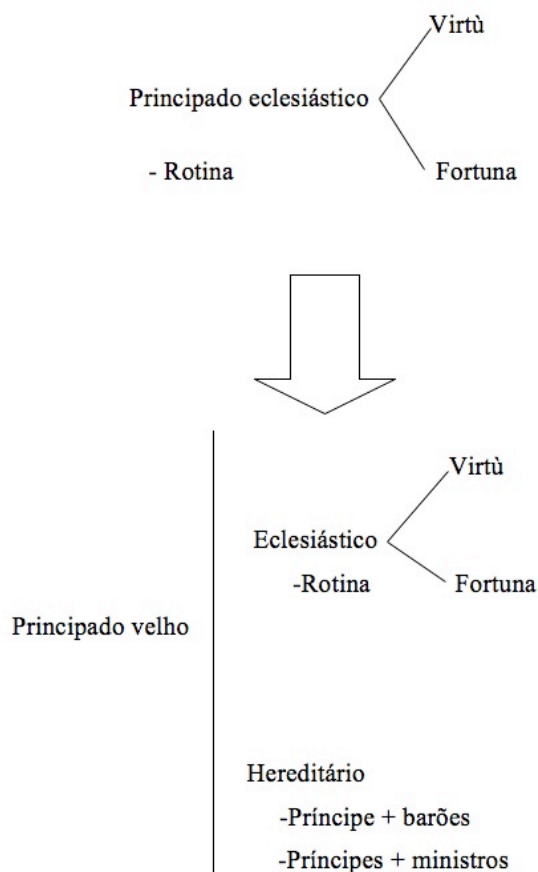 Virtù
Principado eclesiástico
- Rotina
Fortuna
Virtù
Eclesiástico
-Rotina
Fortuna
Principado velho
Hereditário
-Príncipe + barões
-Príncipes + ministros